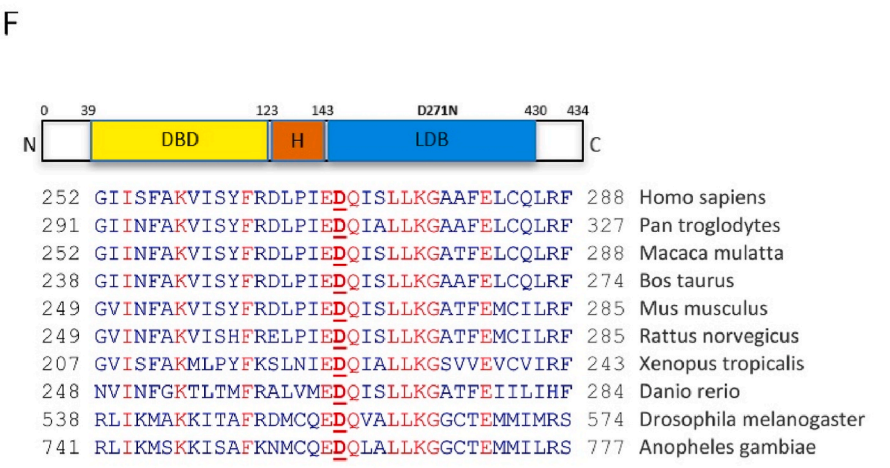 F
0 39 123 143 D271N 430 434
N DBD H LDB C
252 GIISFAKVISYFRDLPIEDQISLLKGAAFELCQLRF 288 Homo sapiens
291 GIINFAKVISYFRDLPIEDQIALLKGAAFELCQLRF 327 Pan troglodytes
252 GIINFAKVISYFRDLPIEDQISLLKGATFELCQLRF 288 Macaca mulatta
238 GIINFAKVISYFRDLPIEDQISLLKGAAFELCQLRF 274 Bos taurus
249 GVINFAKVISYFRDLPIEDQISLLKGATFEMCILRF 285 Mus musculus
249 GVINFAKVISHFRELPIEDQISLLKGATFEMCILRF 285 Rattus norvegicus
207 GVISFAKMLPYFKSLNIEDQIALLKGSVVEVCVIRF 243 Xenopus tropicalis
248 NVINFGKTLTMFRALVMEDQISLLKGATFEIILIHF 284 Danio rerio
538 RLIKMAKKITAFRDMCQEDQVALLKGGCTEMMIMRS 574 Drosophila melanogaster
741 RLIKMSKKISAFKNMCQEDQLALLKGGCTEMMILRS 777 Anopheles gambiae